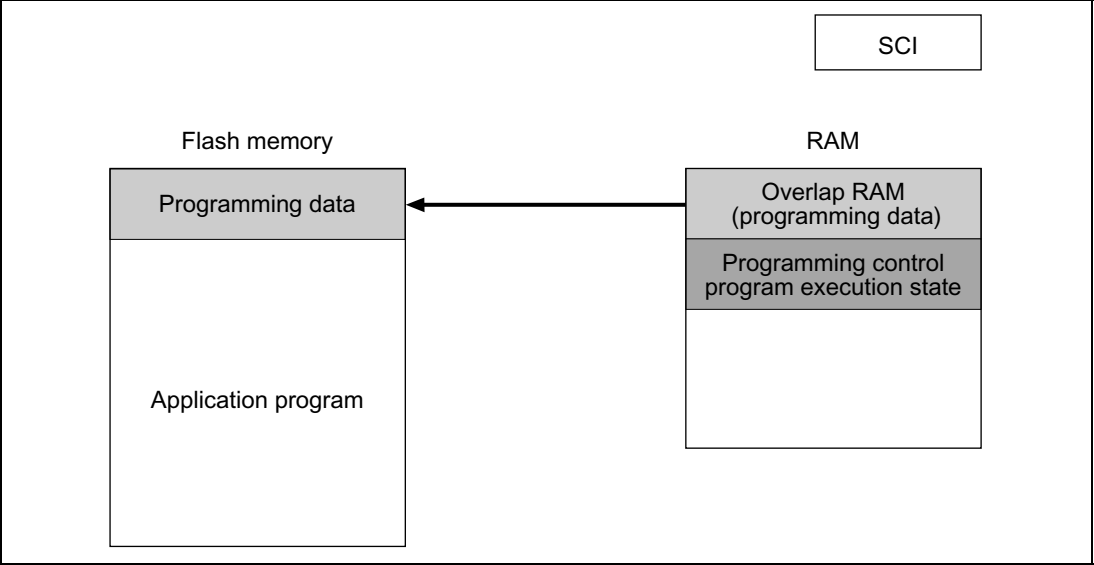 SCI
Flash memory
RAM
Programming data
Overlap RAM
(programming data)
Programming control
program execution state
Application program